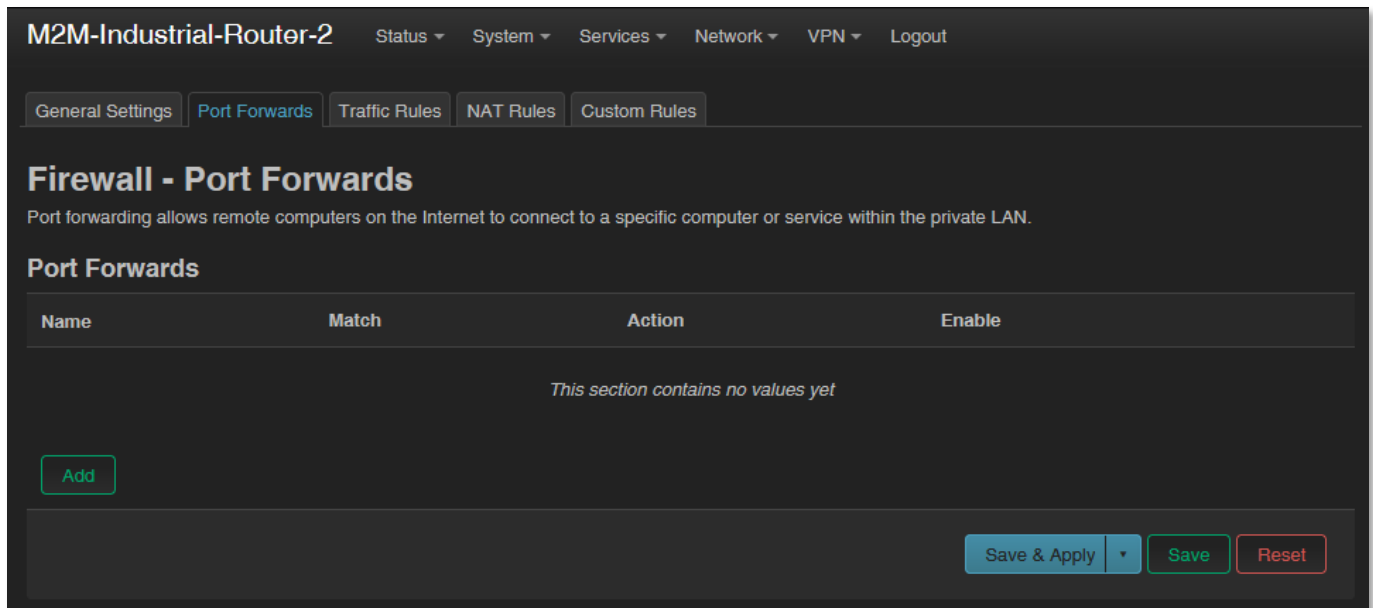 M2M-Industrial-Router-2 Status System Services Network VPN Logout
General Settings Port Forwards Traffic Rules NAT Rules Custom Rules
Firewall - Port Forwards
Port forwarding allows remote computers on the Internet to connect to a specific computer or service within the private LAN.
Port Forwards
Name Match Action Enable
This section contains no values yet
Add
Save & Apply Save Reset